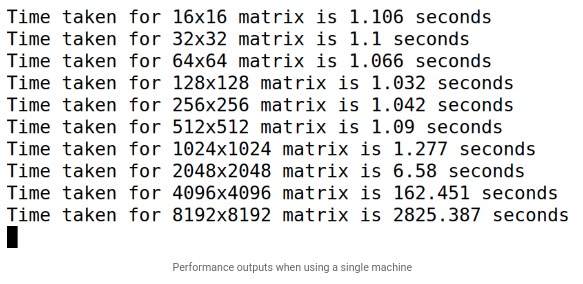 Time taken for 16x16 matrix is 1.106 seconds
Time taken for 32x32 matrix is 1.1 seconds
Time taken for 64x64 matrix is 1.066 seconds
Time taken for 128x128 matrix is 1.032 seconds
Time taken for 256x256 matrix is 1.042 seconds
Time taken for 512x512 matrix is 1.09 seconds
Time taken for 1024x1024 matrix is 1.277 seconds
Time taken for 2048x2048 matrix is 6.58 seconds
Time taken for 4096x4096 matrix is 162.451 seconds
Time taken for 8192x8192 matrix is 2825.387 seconds
Performance outputs when using a single machine